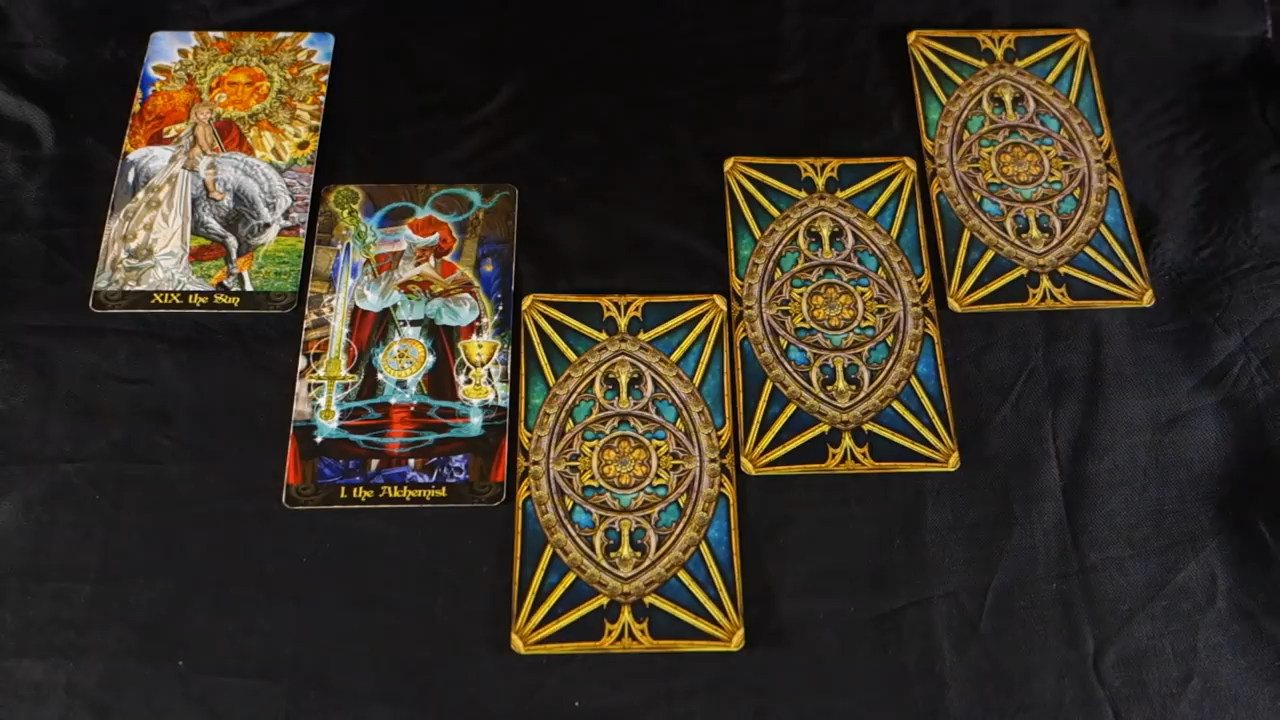 XIX. the Sun
I. the Alchemist